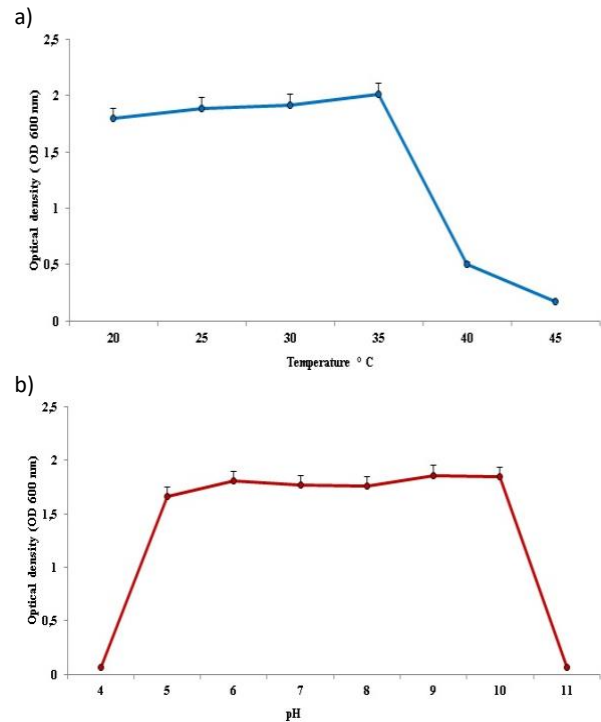 a)
2,5
2
1,5
1
0,5
0
Optical density ( OD 600 nm)
20 25 30 35 40 45
Temperature ° C
b)
2,5
2
1,5
1
0,5
0
Optical density (OD 600 nm)
4 5 6 7 8 9 10 11
pH